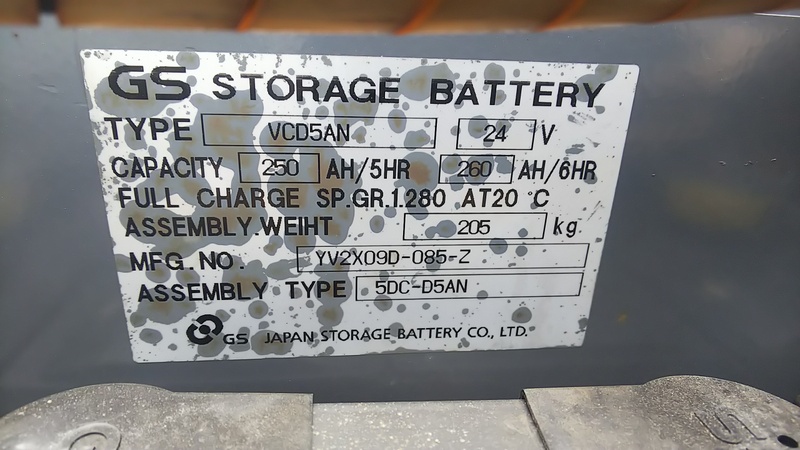 GS STORAGE BATTERY
TYPE VCD5AN 24 V
CAPACITY 250 AH/5HR 260 AH/6HR
FULL CHARGE SP.GR.1.280 AT20°C
ASSEMBLY.WEIHT 205 kg
MFG.NO. YV2X09D-085-Z
ASSEMBLY TYPE 5DC-D5AN
GS JAPAN STORAGE BATTERY CO., LTD.